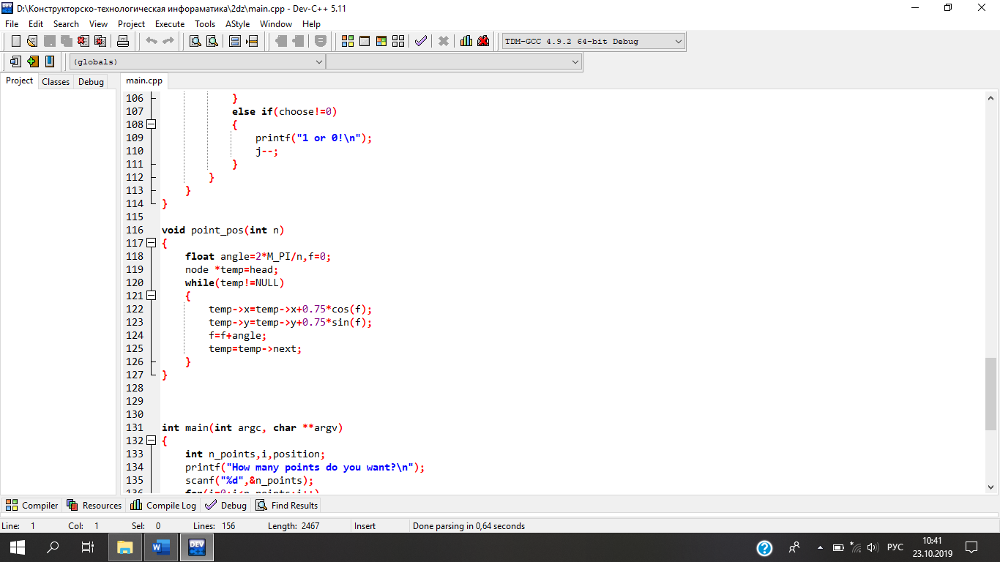 D:\Конструкторско-технологическая информаатика\2dz\main.cpp - Dev-C++ 5.11
File Edit Search View Project Execute Tools AStyle Window Help
TDM-GCC 4.9.2 64-bit Debug
(globals)
Project Classes Debug main.cpp
106 }
107 else if(choose!=0)
108 {
109 printf("1 or 0!\n");
110 j--;
111 }
112 }
113 }
114 }
115
116 void point_pos(int n)
117 {
118 float angle=2*M_PI/n,f=0;
119 node *temp=head;
120 while(temp!=NULL)
121 {
122 temp->x=temp->x+0.75*cos(f);
123 temp->y=temp->y+0.75*sin(f);
124 f=f+angle;
125 temp=temp->next;
126 }
127 }
128
129
130
131 int main(int argc, char **argv)
132 {
133 int n_points,i,position;
134 printf("How many points do you want?\n");
135 scanf("%d",&n_points);
136 for(i=0;i<n_points;i++)
Compiler Resources Compile Log Debug Find Results
Line: 1 Col: 1 Sel: 0 Lines: 156 Length: 2467 Insert Done parsing in 0,64 seconds
DEV C++
РУС
10:41
23.10.2019